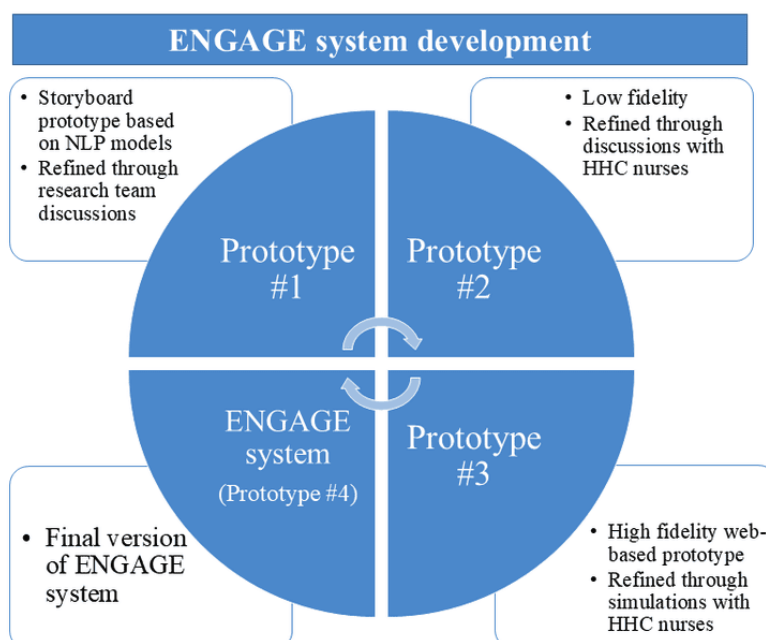 ENGAGE system development
• Storyboard
prototype based
on NLP models
• Refined through
research team
discussions
• Low fidelity
• Refined through
discussions with
HHC nurses
Prototype
#1
Prototype
#2
ENGAGE
system
(Prototype #4)
Prototype
#3
• Final version
of ENGAGE
system
• High fidelity web-
based prototype
• Refined through
simulations with
HHC nurses